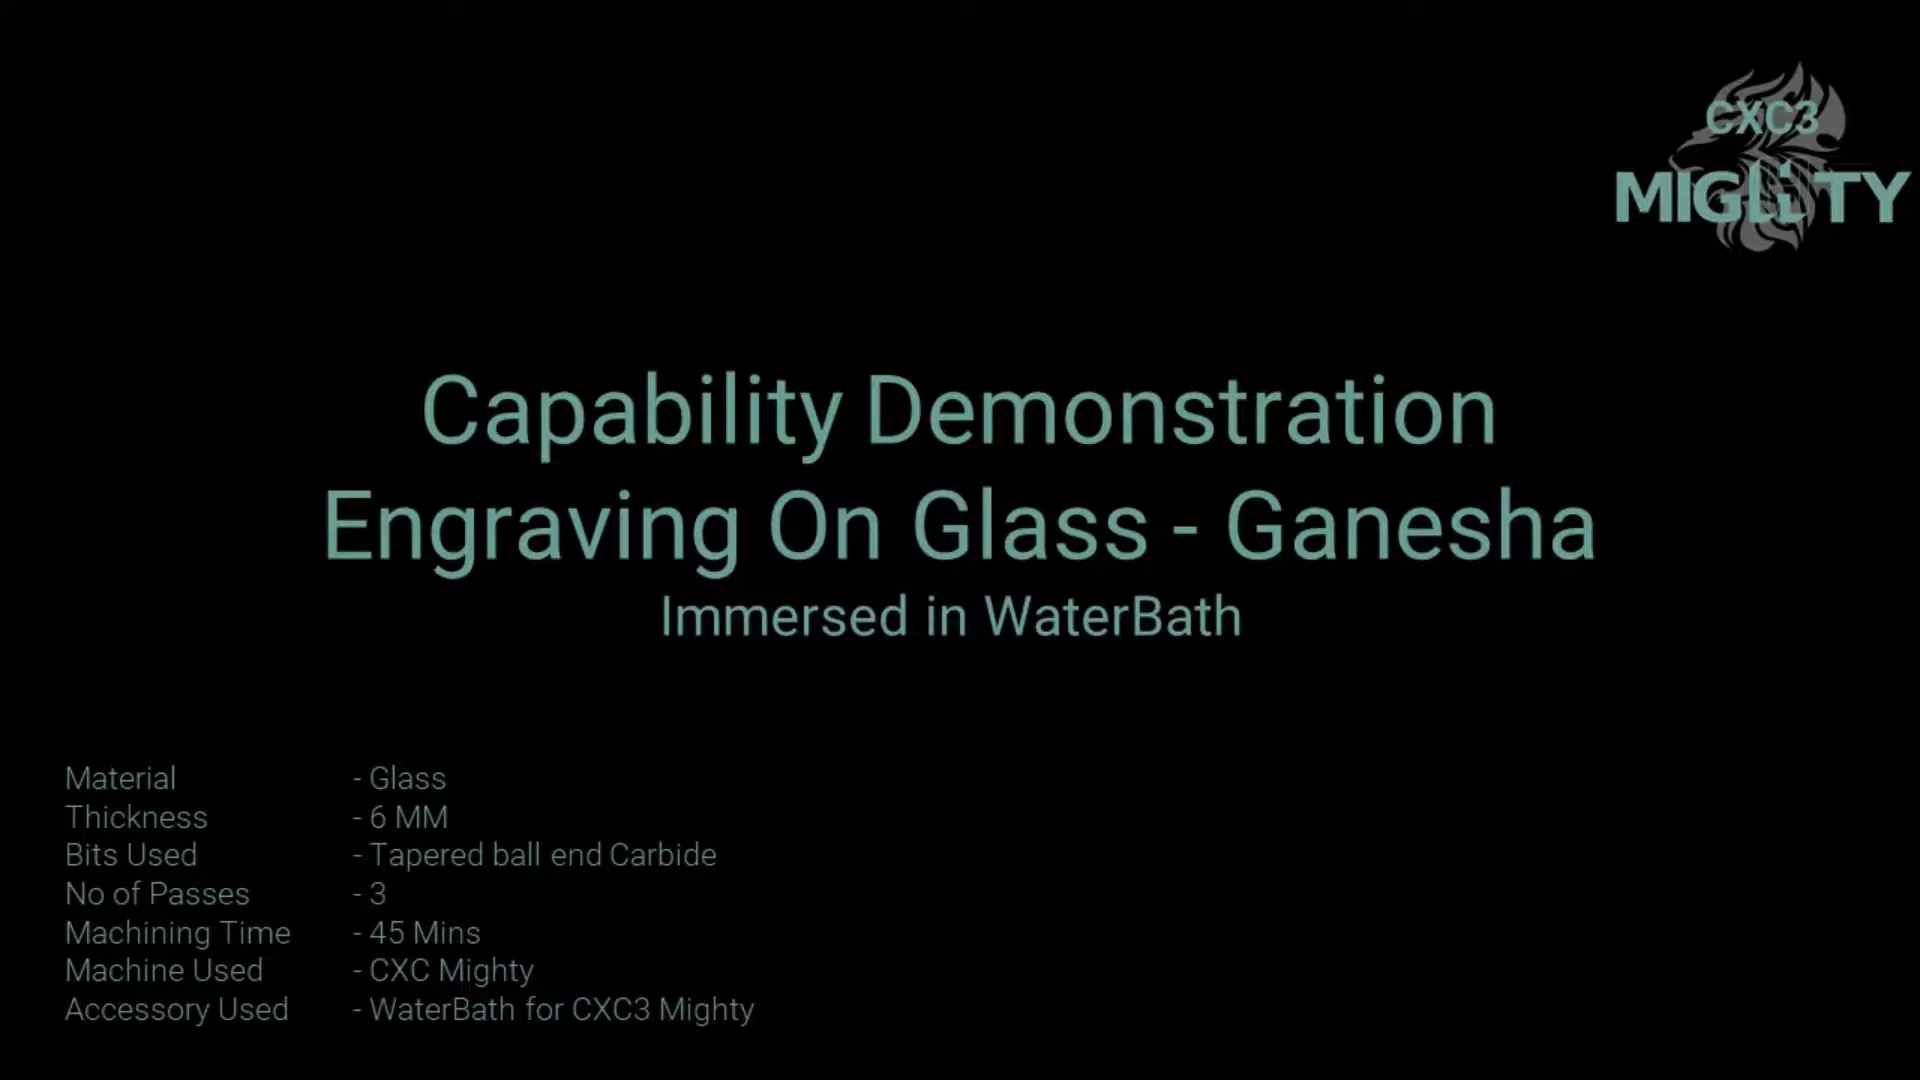 CXC3
MIGHTY
Capability Demonstration
Engraving On Glass - Ganesha
Immersed in WaterBath
Material - Glass
Thickness - 6 MM
Bits Used - Tapered ball end Carbide
No of Passes - 3
Machining Time - 45 Mins
Machine Used - CXC Mighty
Accessory Used - WaterBath for CXC3 Mighty